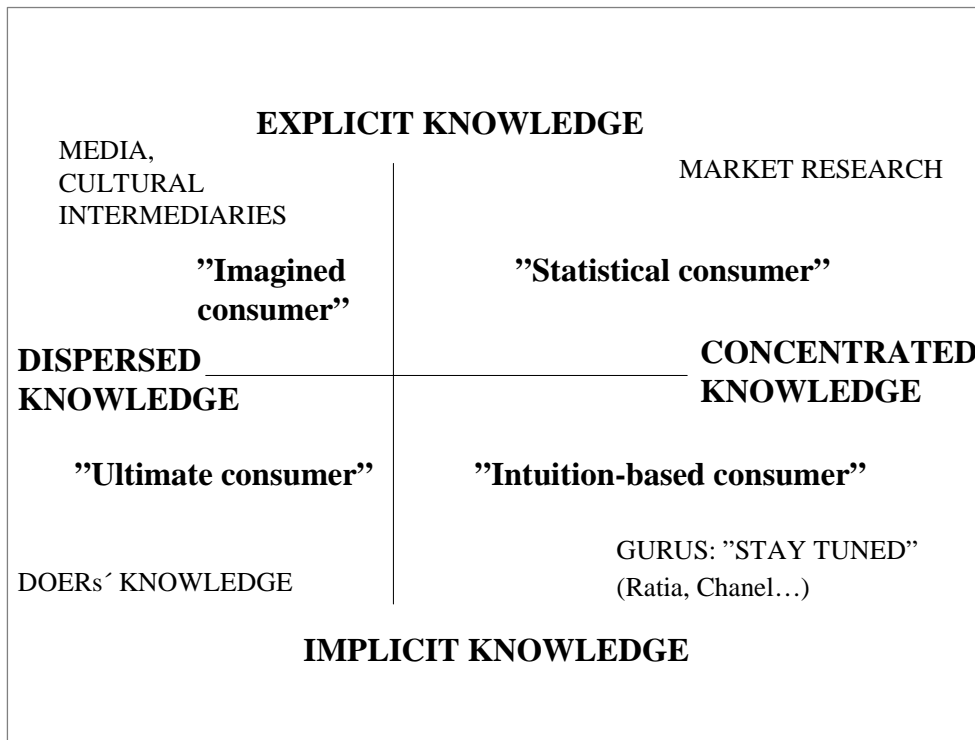 EXPLICIT KNOWLEDGE
MEDIA,
CULTURAL
INTERMEDIARIES
MARKET RESEARCH
”Imagined
consumer”
”Statistical consumer”
DISPERSED
KNOWLEDGE
CONCENTRATED
KNOWLEDGE
”Ultimate consumer”
”Intuition-based consumer”
DOERs´ KNOWLEDGE
GURUS: ”STAY TUNED”
(Ratia, Chanel…)
IMPLICIT KNOWLEDGE